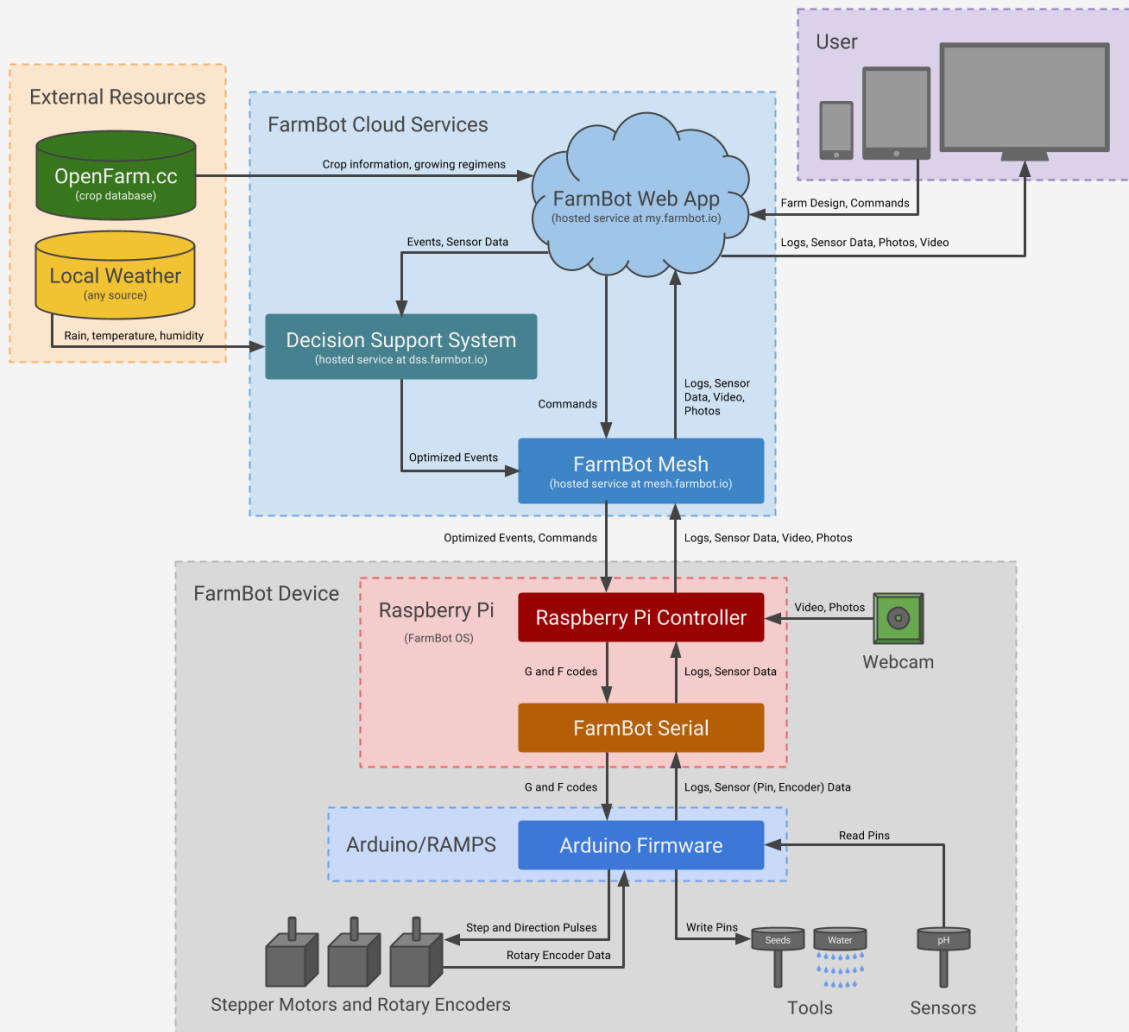 User
External Resources
FarmBot Cloud Services
OpenFarm.cc
(crop database)
Crop information, growing regimens
FarmBot Web App
(hosted service at my.farmbot.io)
Farm Design, Commands
Logs, Sensor Data, Photos, Video
Events, Sensor Data
Local Weather
(any source)
Rain, temperature, humidity
Decision Support System
(hosted service at dss.farmbot.io)
Commands
Logs, Sensor
Data, Video,
Photos
Optimized Events
FarmBot Mesh
(hosted service at mesh.farmbot.io)
Optimized Events, Commands
Logs, Sensor Data, Video, Photos
FarmBot Device
Raspberry Pi
(FarmBot OS)
Raspberry Pi Controller
Video, Photos
Webcam
G and F codes
Logs, Sensor Data
FarmBot Serial
G and F codes
Logs, Sensor (Pin, Encoder) Data
Arduino/RAMPS
Arduino Firmware
Read Pins
Step and Direction Pulses
Rotary Encoder Data
Write Pins
Seeds
Water
pH
Stepper Motors and Rotary Encoders
Tools
Sensors